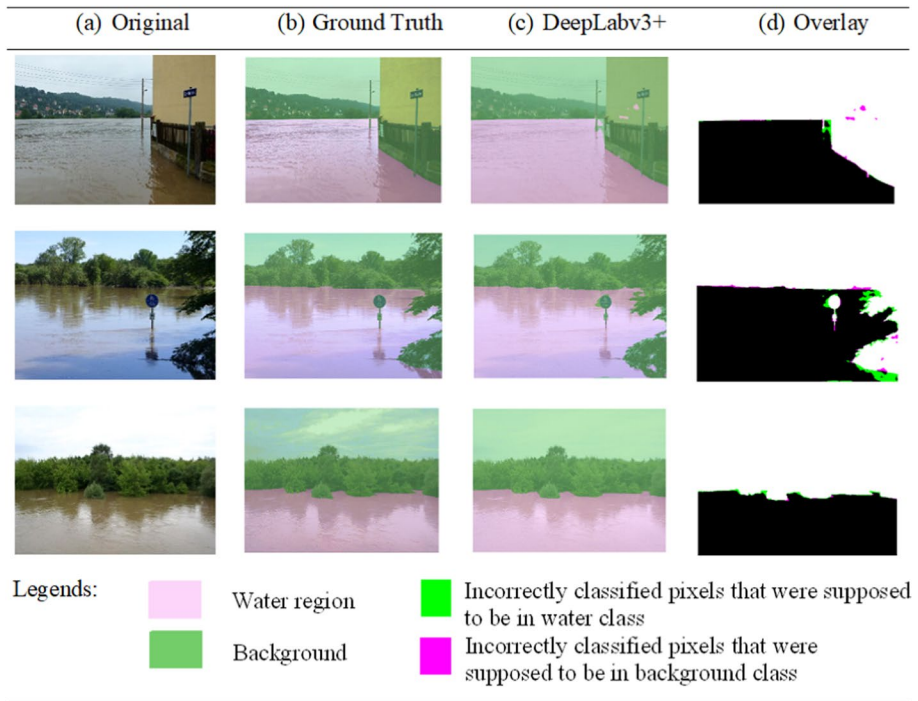 (a) Original
(b) Ground Truth
(c) DeepLabv3+
(d) Overlay
Legends:
Water region
Background
Incorrectly classified pixels that were supposed
to be in water class
Incorrectly classified pixels that were
supposed to be in background class